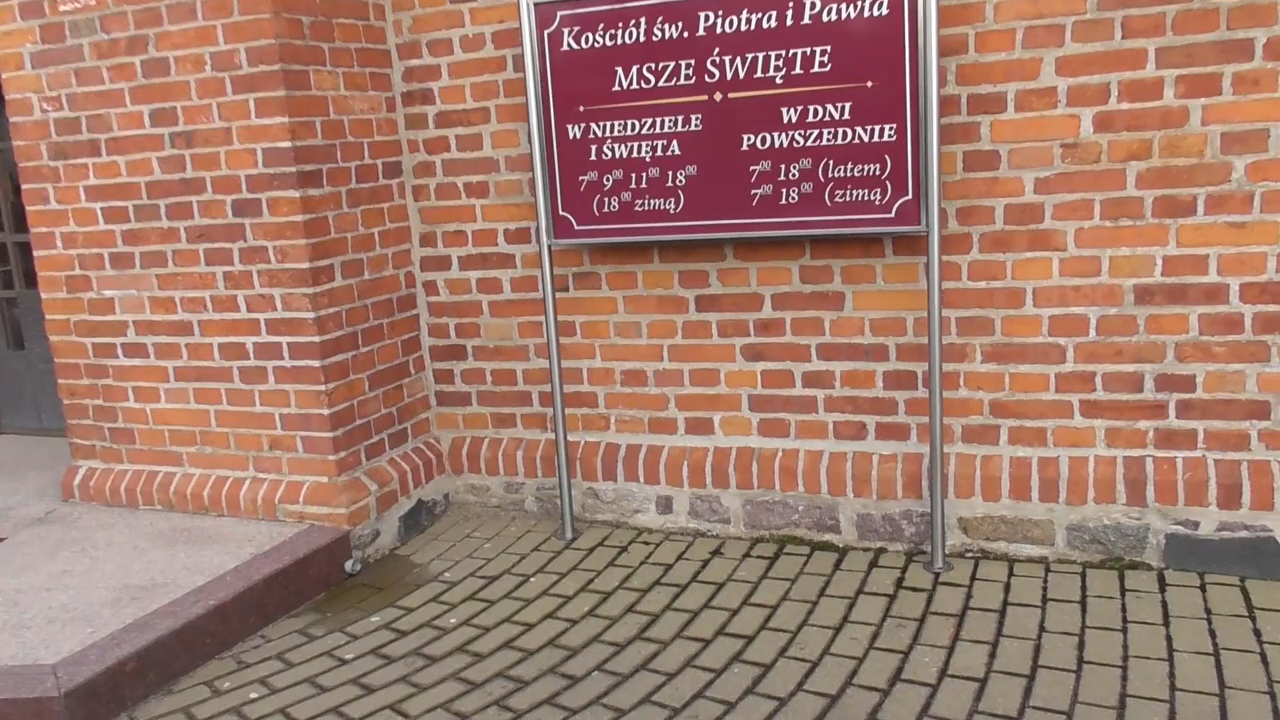 Kościół św. Piotra i Pawła
MSZE ŚWIĘTE
W NIEDZIELE
I ŚWIĘTA
7⁰⁰ 9⁰⁰ 11⁰⁰ 18⁰⁰
(18⁰⁰ zimą)
W DNI
POWSZEDNIE
7⁰⁰ 18⁰⁰ (latem)
7⁰⁰ 18⁰⁰ (zimą)